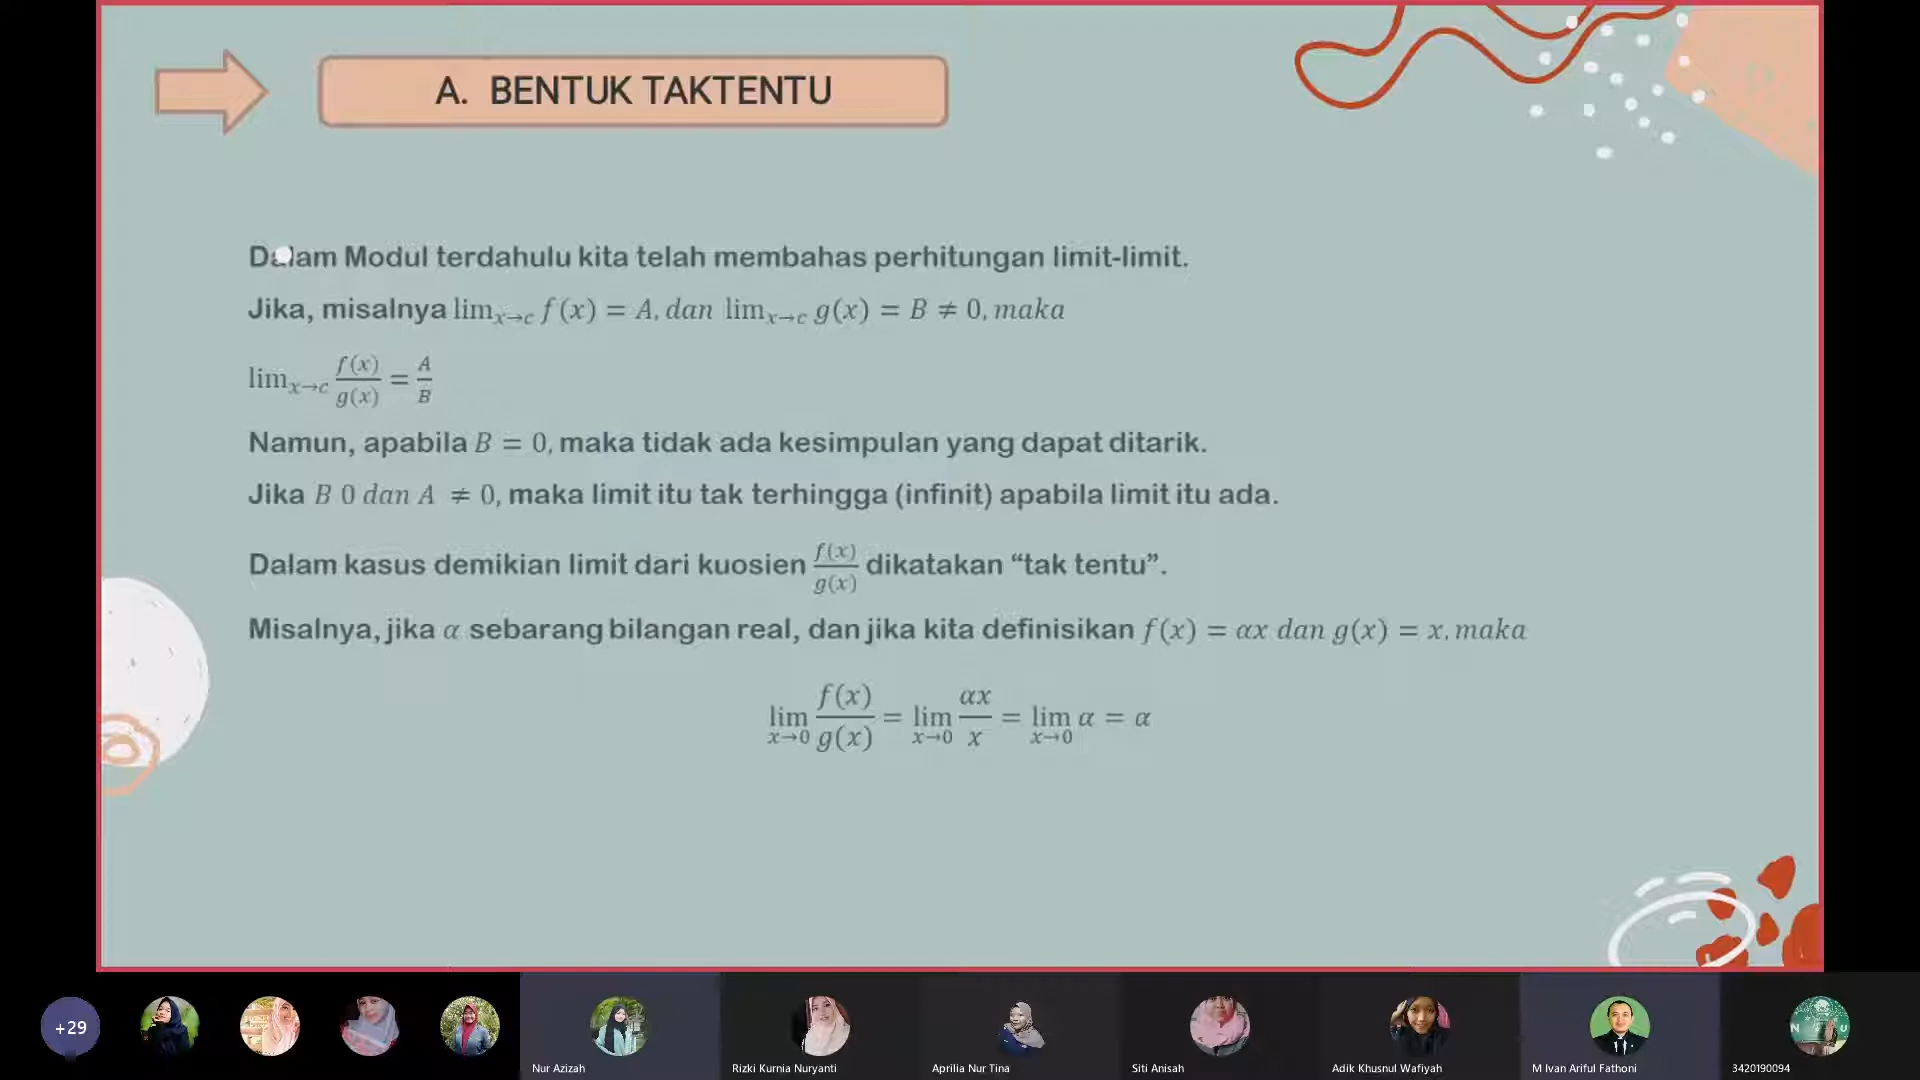 A. BENTUK TAKTENTU
Dalam Modul terdahulu kita telah membahas perhitungan limit-limit.
Jika, misalnya lim_{x→c} f(x) = A, dan lim_{x→c} g(x) = B ≠ 0, maka
lim_{x→c} f(x)/g(x) = A/B
Namun, apabila B = 0, maka tidak ada kesimpulan yang dapat ditarik.
Jika B 0 dan A ≠ 0, maka limit itu tak terhingga (infinit) apabila limit itu ada.
Dalam kasus demikian limit dari kuosien f(x)/g(x) dikatakan “tak tentu”.
Misalnya, jika α sebarang bilangan real, dan jika kita definisikan f(x) = αx dan g(x) = x, maka
lim_{x→0} f(x)/g(x) = lim_{x→0} αx/x = lim_{x→0} α = α
+29
Nur Azizah
Rizki Kurnia Nuryanti
Aprilia Nur Tina
Siti Anisah
Adik Khusnul Wafiyah
M Ivan Ariful Fathoni
3420190094